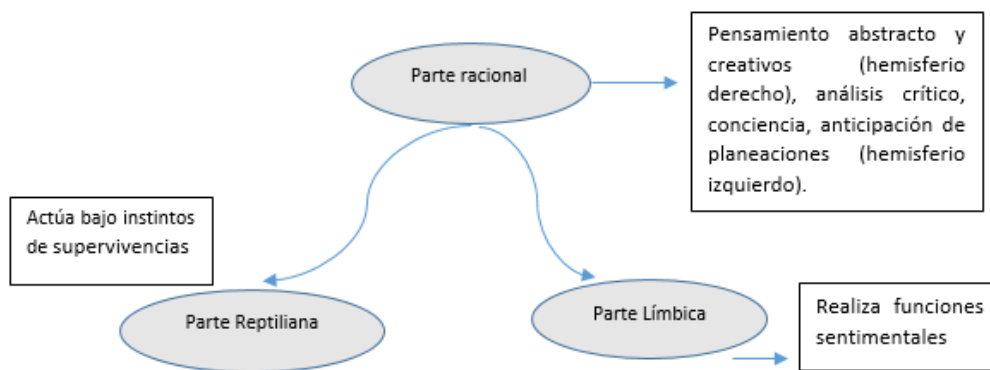 Parte racional
Pensamiento abstracto y
creativos (hemisferio
derecho), análisis crítico,
conciencia, anticipación de
planeaciones (hemisferio
izquierdo).
Actúa bajo instintos
de supervivencias
Parte Reptiliana
Parte Límbica
Realiza funciones
sentimentales